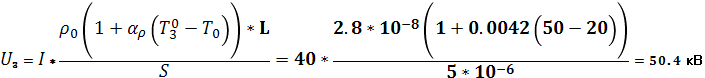 U₃ = I * ρ₀(1 + αρ(T₃⁰ − T₀)) * L / S = 40 * 2.8 * 10⁻⁸(1 + 0.0042(50 − 20)) / 5 * 10⁻⁶ = 50.4 кВ